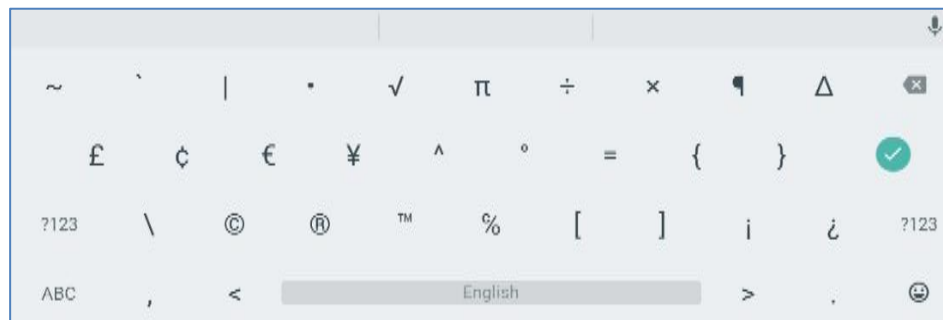 ~ ` | • √ π ÷ × ¶ Δ
£ ¢ € ¥ ^ ° = { }
?123 \ © ® ™ ℅ [ ] ¡ ¿ ?123
ABC , < English > .